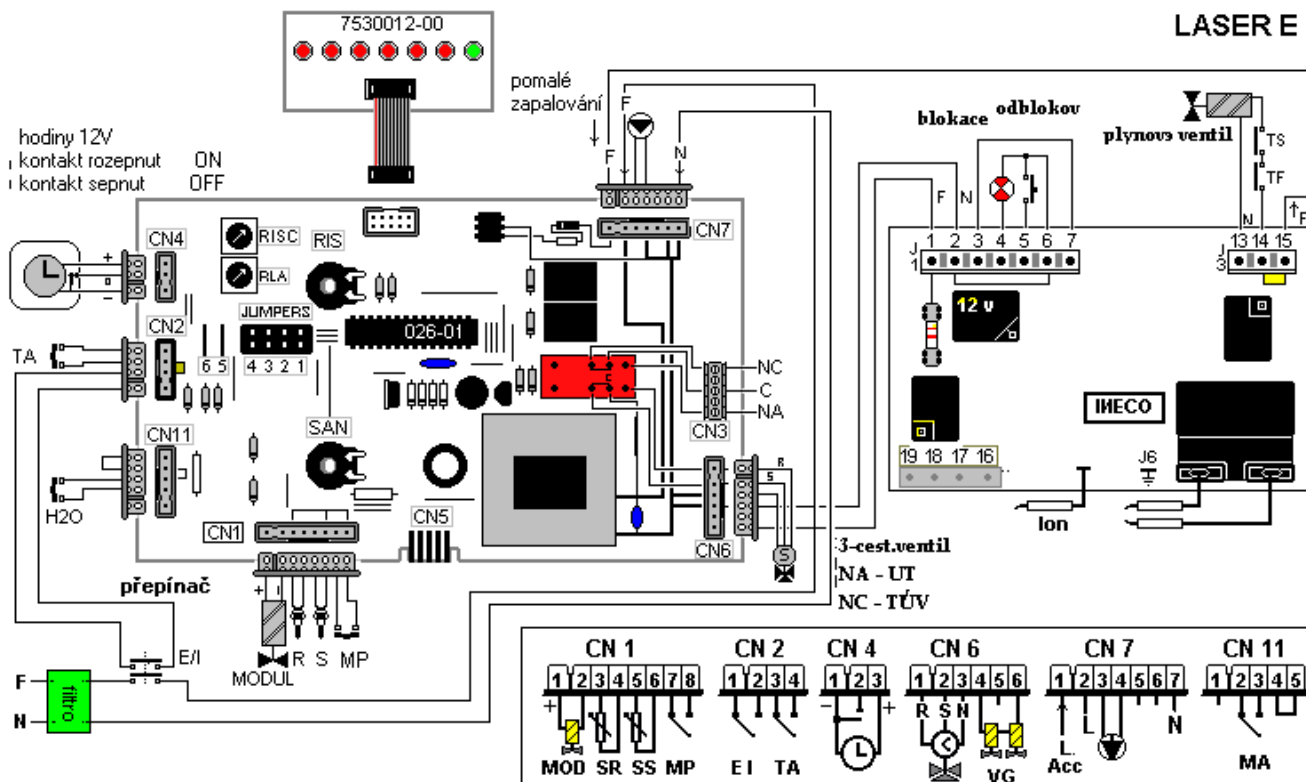 7530012-00
LASER E
pomalé
zapalování
F
F
N
blokace
odblokov
plynovs ventil
TS
TF
hodiny 12V
kontakt rozepnut ON
kontakt sepnut OFF
CN4
RISC
RLA
RIS
CN7
F
N
1 2 3 4 5 6 7
J
1
N
13 14 15
J
3
F
+
-
JUMPERS
4 3 2 1
6 5
026-01
12 v
CN2
TA
NC
C
NA
CN3
C
INECO
CN11
SAN
H2O
CN1
CN5
CN6
R
S
S
19 18 17 16
J6
Ion
přepínač
+ -
R S MP
MODUL
E/I
3-cest.ventil
NA - UT
NC - TÚV
F
N
filtro
CN 1
1 2 3 4 5 6 7 8
+
MOD SR SS MP
CN 2
1 2 3 4
E I TA
CN 4
1 2 3
- +
CN 6
1 2 3 4 5 6
R S N
VG
CN 7
1 2 3 4 5 6 7
L.
Acc
L
N
CN 11
1 2 3 4 5
MA